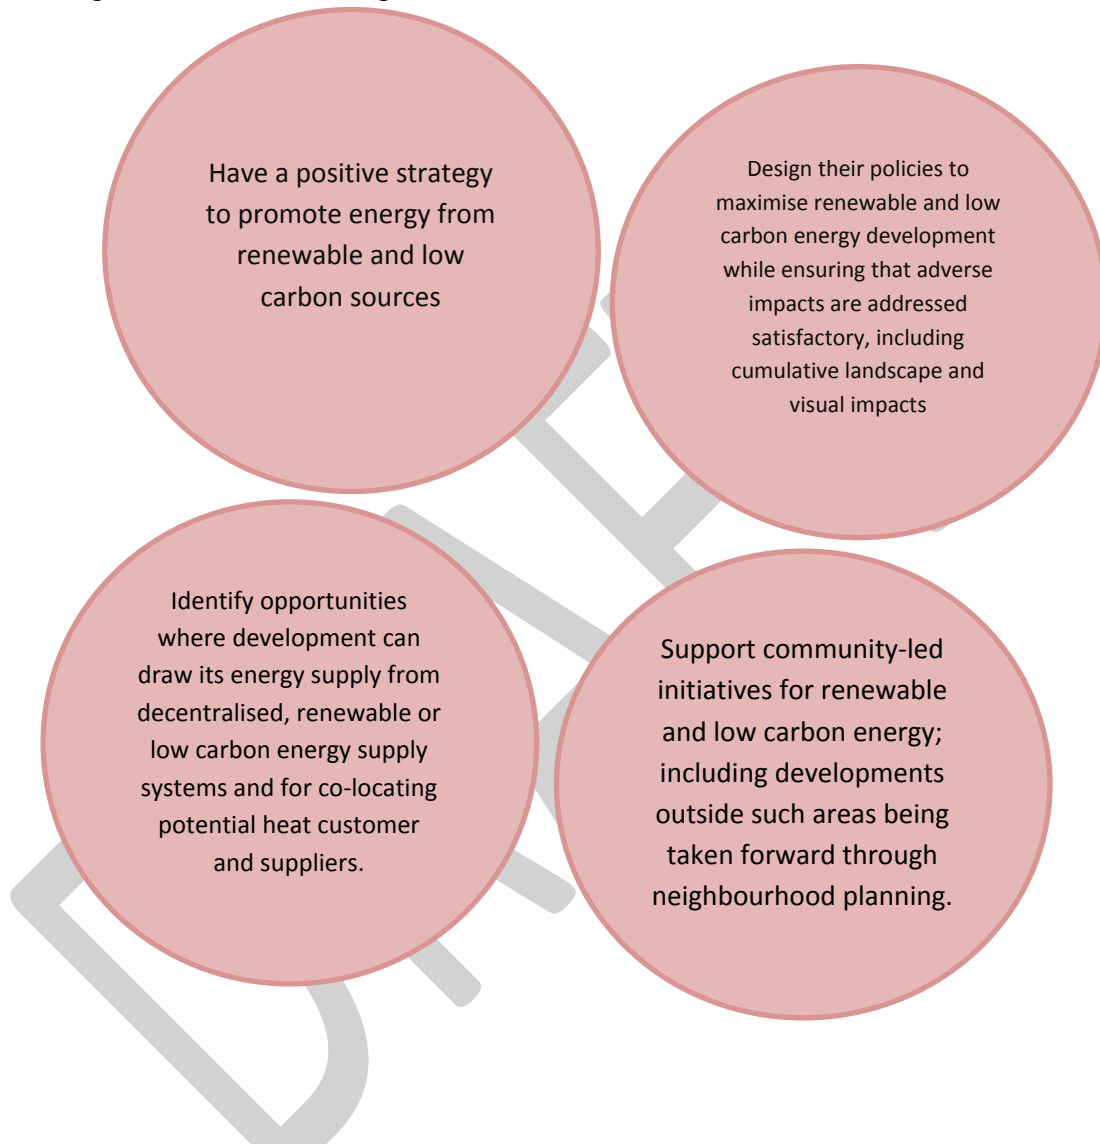 Have a positive strategy
to promote energy from
renewable and low
carbon sources
Design their policies to
maximise renewable and low
carbon energy development
while ensuring that adverse
impacts are addressed
satisfactory, including
cumulative landscape and
visual impacts
Identify opportunities
where development can
draw its energy supply from
decentralised, renewable or
low carbon energy supply
systems and for co-locating
potential heat customer
and suppliers.
Support community-led
initiatives for renewable
and low carbon energy;
including developments
outside such areas being
taken forward through
neighbourhood planning.